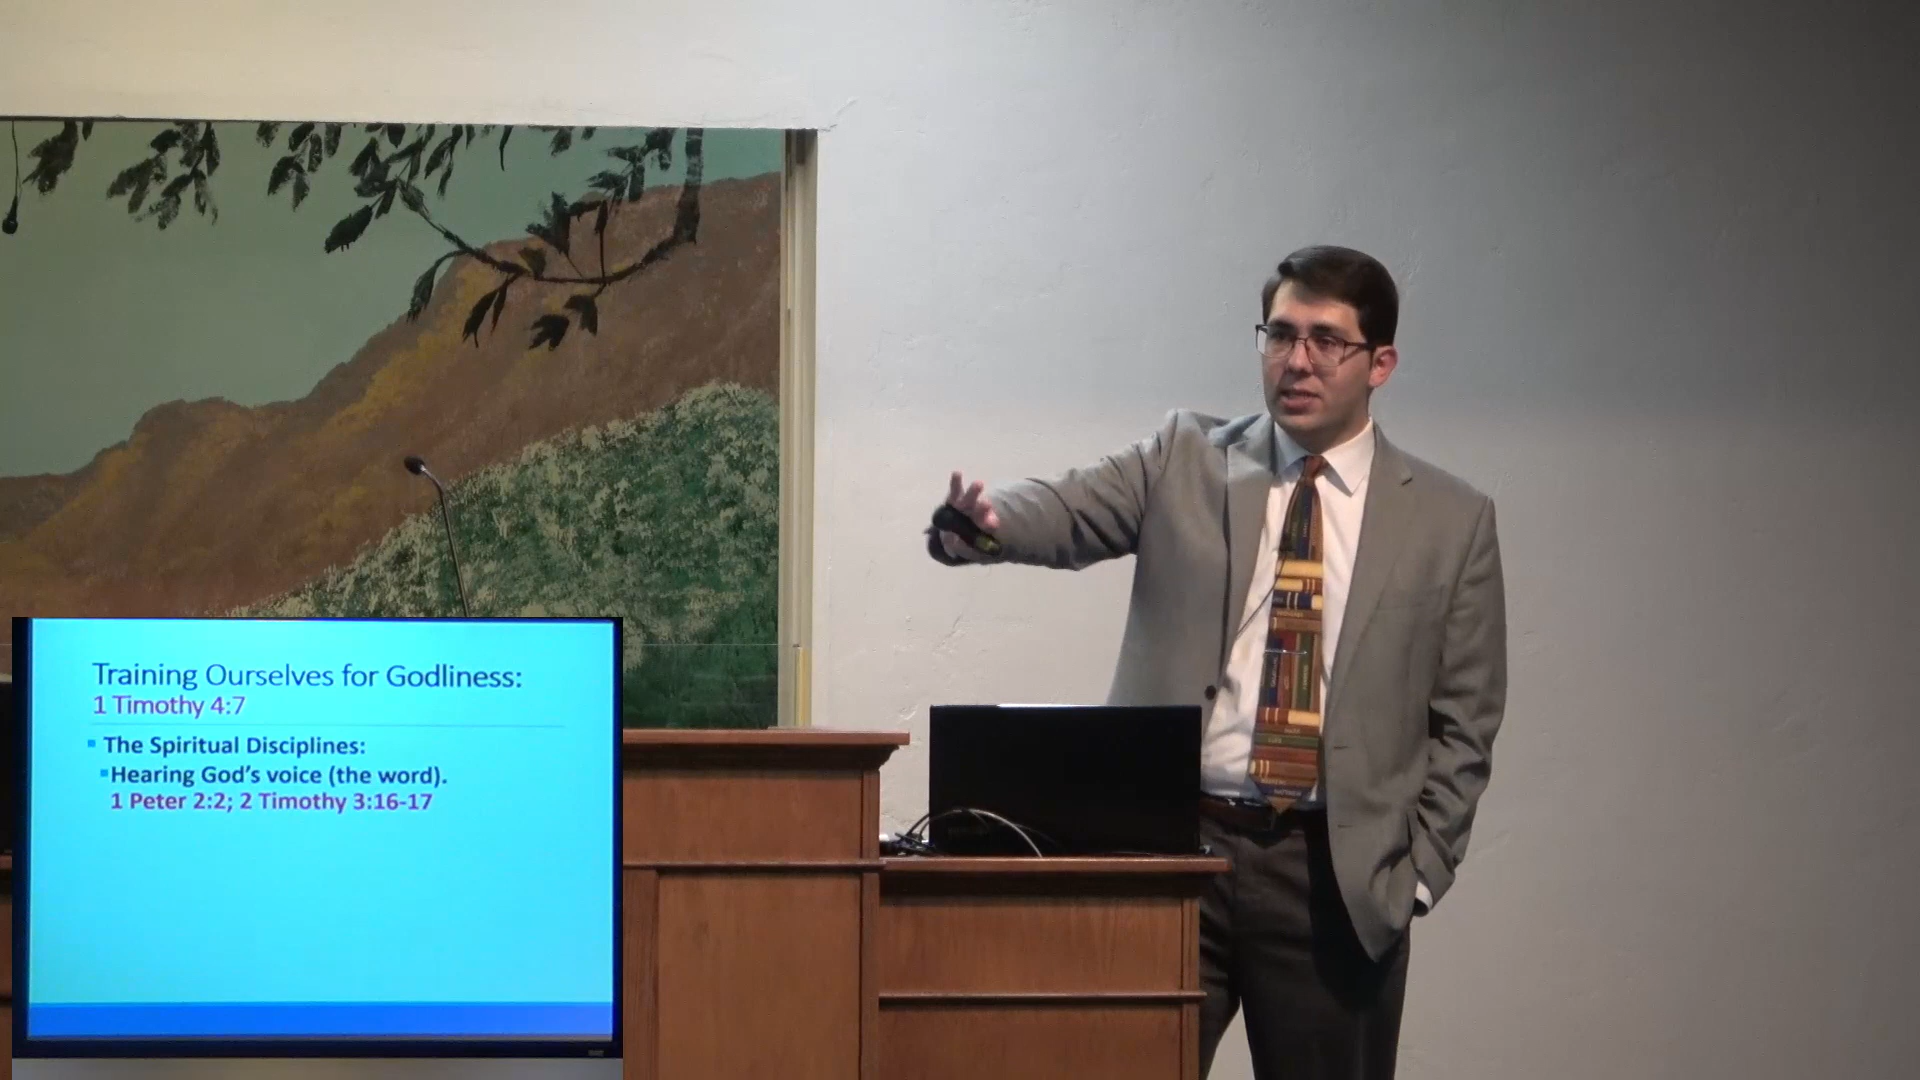 Training Ourselves for Godliness:
1 Timothy 4:7
The Spiritual Disciplines:
Hearing God's voice (the word).
1 Peter 2:2; 2 Timothy 3:16-17